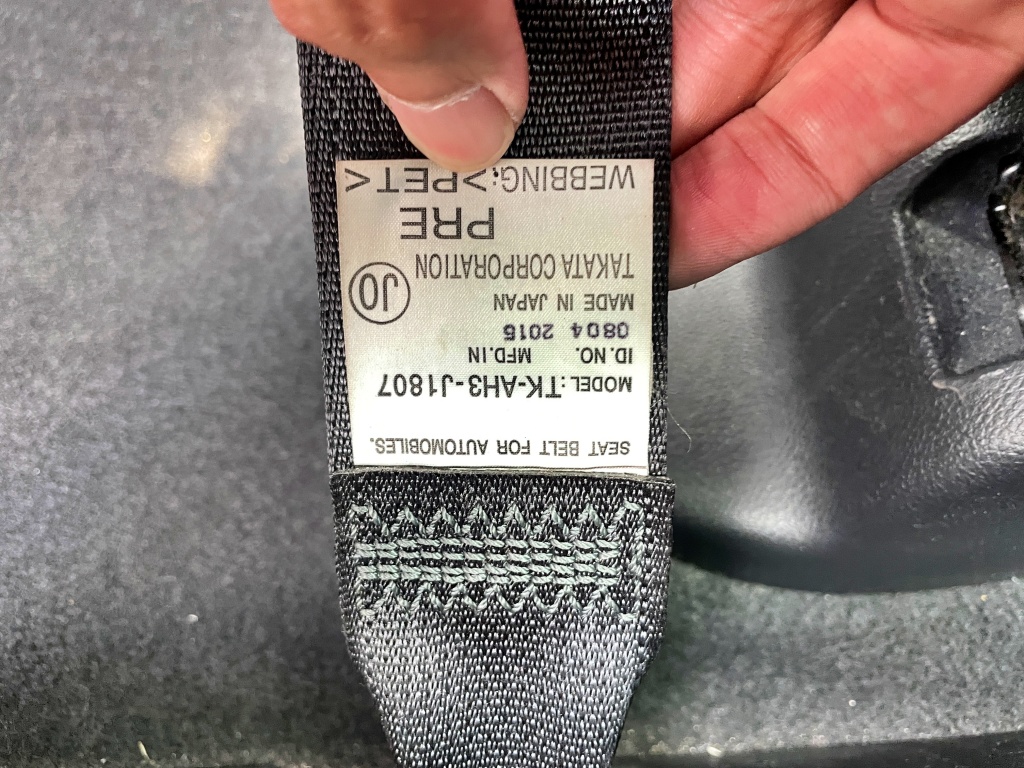 SEAT BELT FOR AUTOMOBILES.
MODEL:TK-AH3-J1807
ID.NO. MFD.IN
0804 2015
MADE IN JAPAN
TAKATA CORPORATION
JO
PRE
WEBBING:>PET<